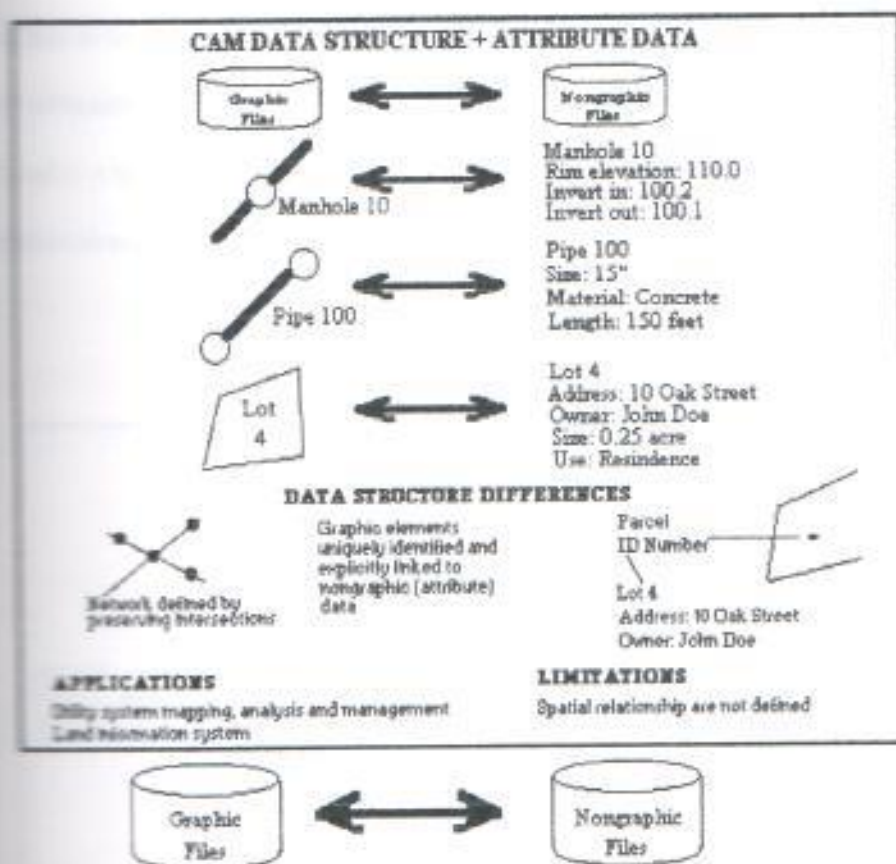 CAM DATA STRUCTURE + ATTRIBUTE DATA
Graphic
Files
Nongraphic
Files
Manhole 10
Manhole 10
Rim elevation: 110.0
Invert in: 100.2
Invert out: 100.1
Pipe 100
Pipe 100
Size: 15"
Material: Concrete
Length: 150 feet
Lot
4
Lot 4
Address: 10 Oak Street
Owner: John Doe
Size: 0.25 acre
Use: Resindence
DATA STRUCTURE DIFFERENCES
Network defined by
preserving intersections
Graphic elements
uniquely identified and
explicitly linked to
nongraphic (attribute)
data
Parcel
ID Number
Lot 4
Address: 10 Oak Street
Owner: John Doe
APPLICATIONS
Utility system mapping, analysis and management
Land information system
LIMITATIONS
Spatial relationship are not defined
Graphic
Files
Nongraphic
Files